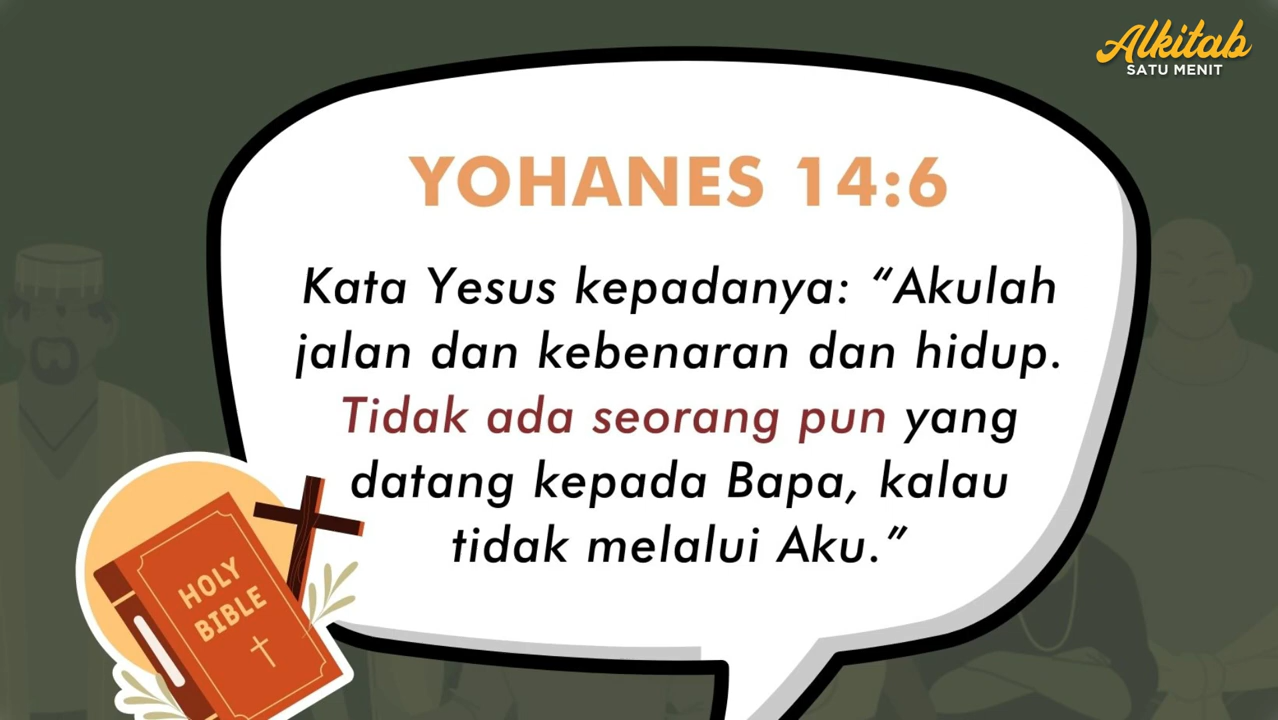 Alkitab
SATU MENIT
YOHANES 14:6
Kata Yesus kepadanya: “Akulah
jalan dan kebenaran dan hidup.
Tidak ada seorang pun yang
datang kepada Bapa, kalau
tidak melalui Aku.”
HOLY
BIBLE